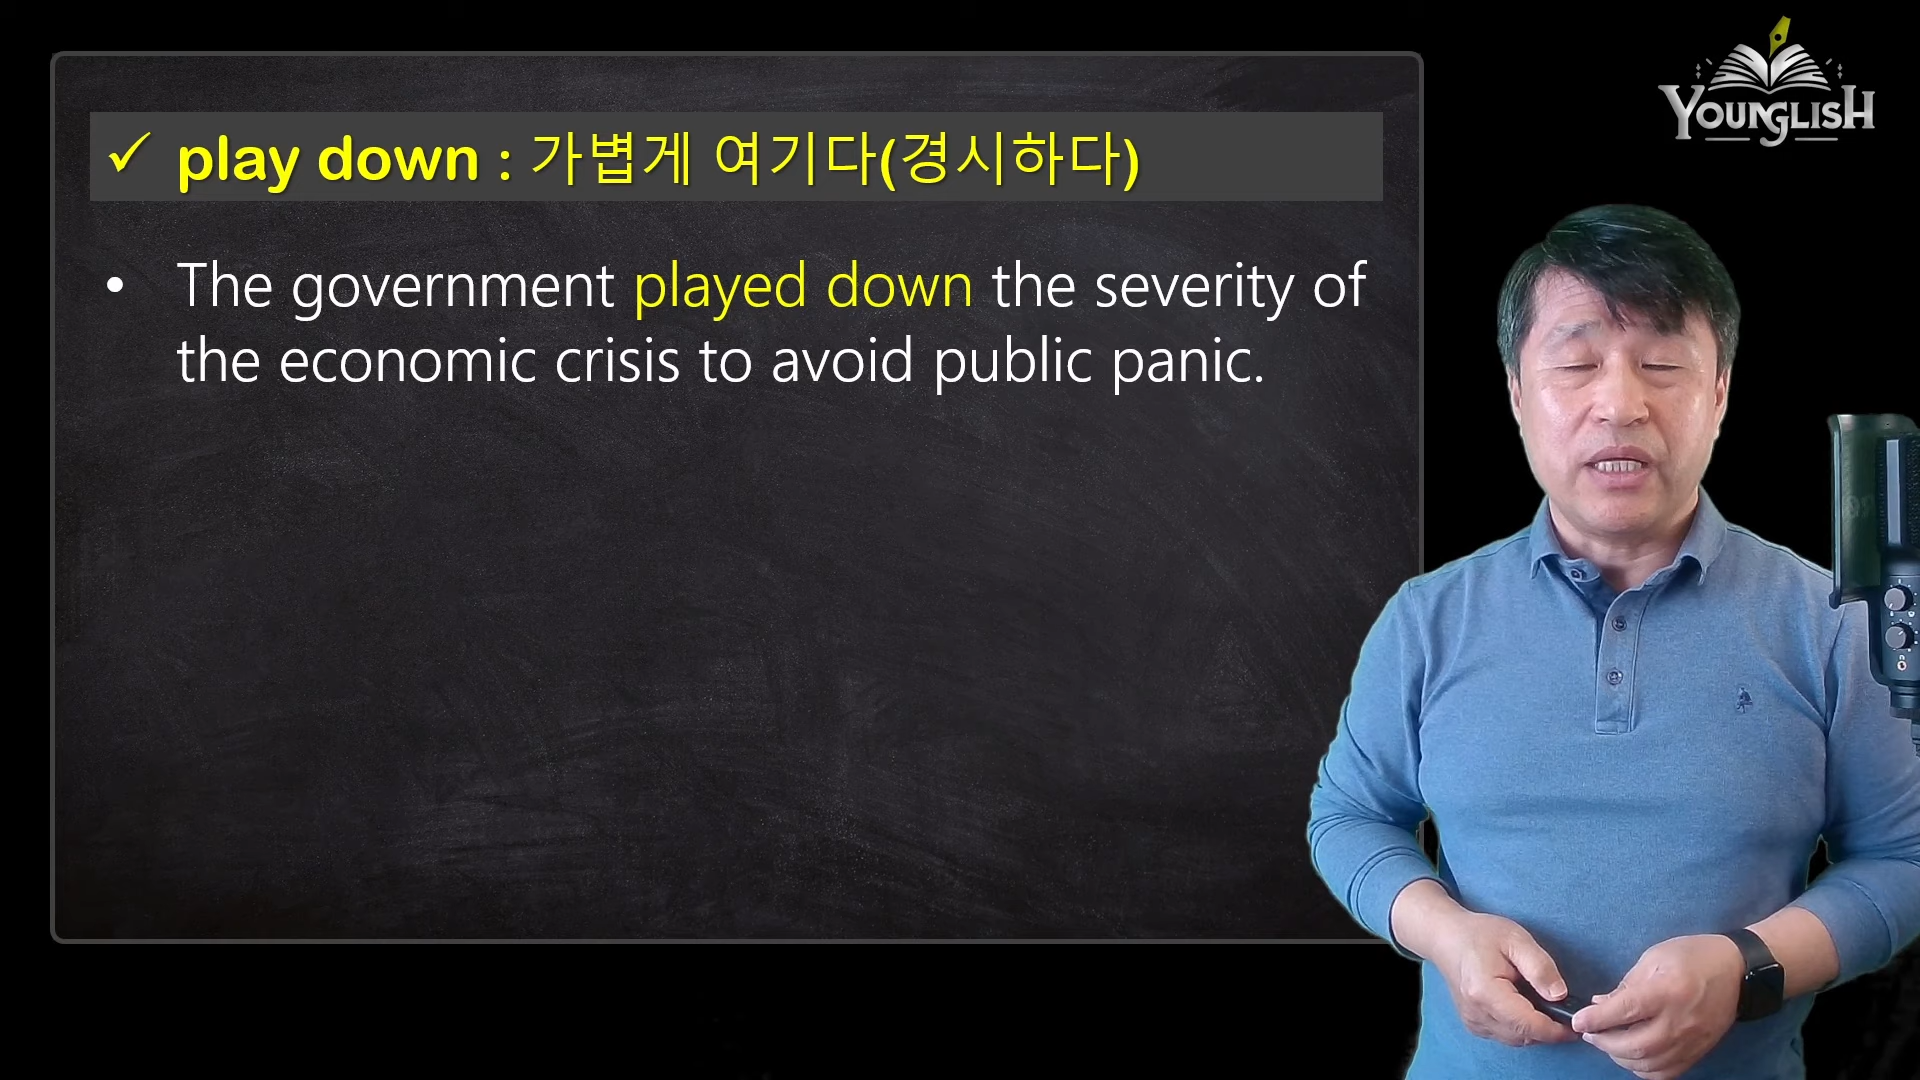 YOUNGLISH
✓ play down : 가볍게 여기다(경시하다)
• The government played down the severity of
the economic crisis to avoid public panic.